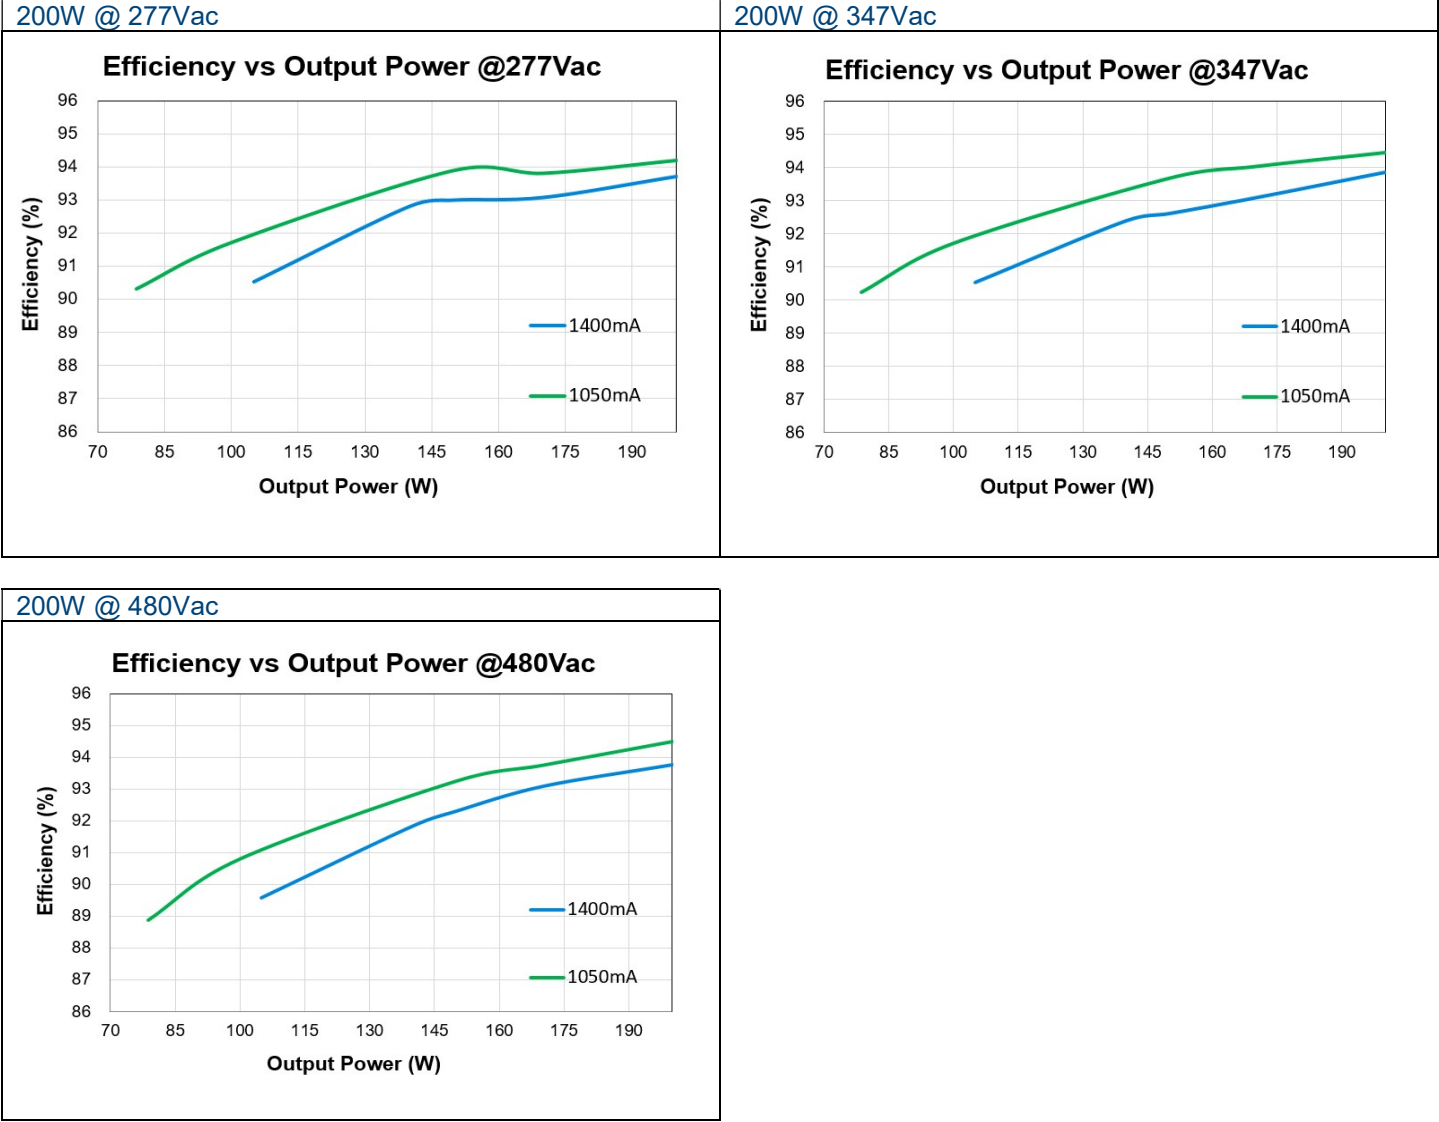 200W @ 277Vac
200W @ 347Vac
Efficiency vs Output Power @277Vac
96
95
94
93
92
91
90
89
88
87
86
Efficiency (%)
1400mA
1050mA
70 85 100 115 130 145 160 175 190
Output Power (W)
Efficiency vs Output Power @347Vac
96
95
94
93
92
91
90
89
88
87
86
Efficiency (%)
1400mA
1050mA
70 85 100 115 130 145 160 175 190
Output Power (W)
200W @ 480Vac
Efficiency vs Output Power @480Vac
96
95
94
93
92
91
90
89
88
87
86
Efficiency (%)
1400mA
1050mA
70 85 100 115 130 145 160 175 190
Output Power (W)